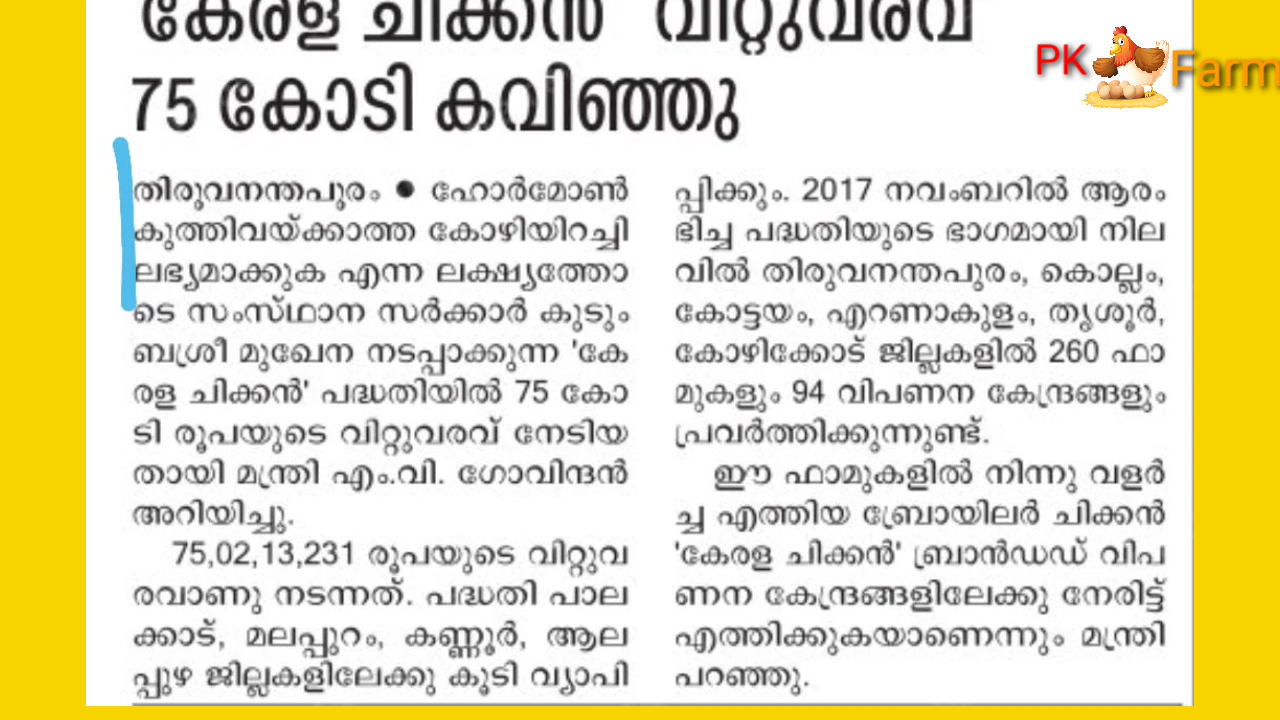 'കേരള ചിക്കൻ' വിറ്റുവരവ്
75 കോടി കവിഞ്ഞു
PK Farm
തിരുവനന്തപുരം ● ഹോർമോൺ
കുത്തിവയ്ക്കാത്ത കോഴിയിറച്ചി
ലഭ്യമാക്കുക എന്ന ലക്ഷ്യത്തോ
ടെ സംസ്ഥാന സർക്കാർ കുടും
ബശ്രീ മുഖേന നടപ്പാക്കുന്ന 'കേ
രള ചിക്കൻ' പദ്ധതിയിൽ 75 കോ
ടി രൂപയുടെ വിറ്റുവരവ് നേടിയ
തായി മന്ത്രി എം.വി. ഗോവിന്ദൻ
അറിയിച്ചു.
75,02,13,231 രൂപയുടെ വിറ്റുവ
രവാണു നടന്നത്. പദ്ധതി പാല
ക്കാട്, മലപ്പുറം, കണ്ണൂർ, ആല
പ്പുഴ ജില്ലകളിലേക്കു കൂടി വ്യാപി
പ്പിക്കും. 2017 നവംബറിൽ ആരം
ഭിച്ച പദ്ധതിയുടെ ഭാഗമായി നില
വിൽ തിരുവനന്തപുരം, കൊല്ലം,
കോട്ടയം, എറണാകുളം, തൃശൂർ,
കോഴിക്കോട് ജില്ലകളിൽ 260 ഫാ
മുകളും 94 വിപണന കേന്ദ്രങ്ങളും
പ്രവർത്തിക്കുന്നുണ്ട്.
ഈ ഫാമുകളിൽ നിന്നു വളർ
ച്ച എത്തിയ ബ്രോയിലർ ചിക്കൻ
'കേരള ചിക്കൻ' ബ്രാൻഡഡ് വിപ
ണന കേന്ദ്രങ്ങളിലേക്കു നേരിട്ട്
എത്തിക്കുകയാണെന്നും മന്ത്രി
പറഞ്ഞു.